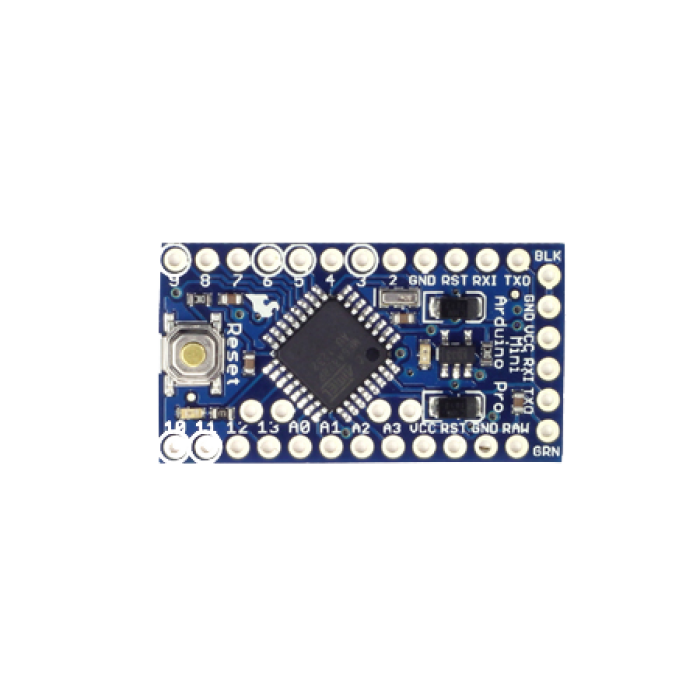 BLK
9 8 7 6 5 4 3 2 GND RST RXI TXO
GND VCC RXI TXO
Arduino Pro
Mini
Reset
10 11 12 13 A0 A1 A2 A3 VCC RST GND RAW
GRN